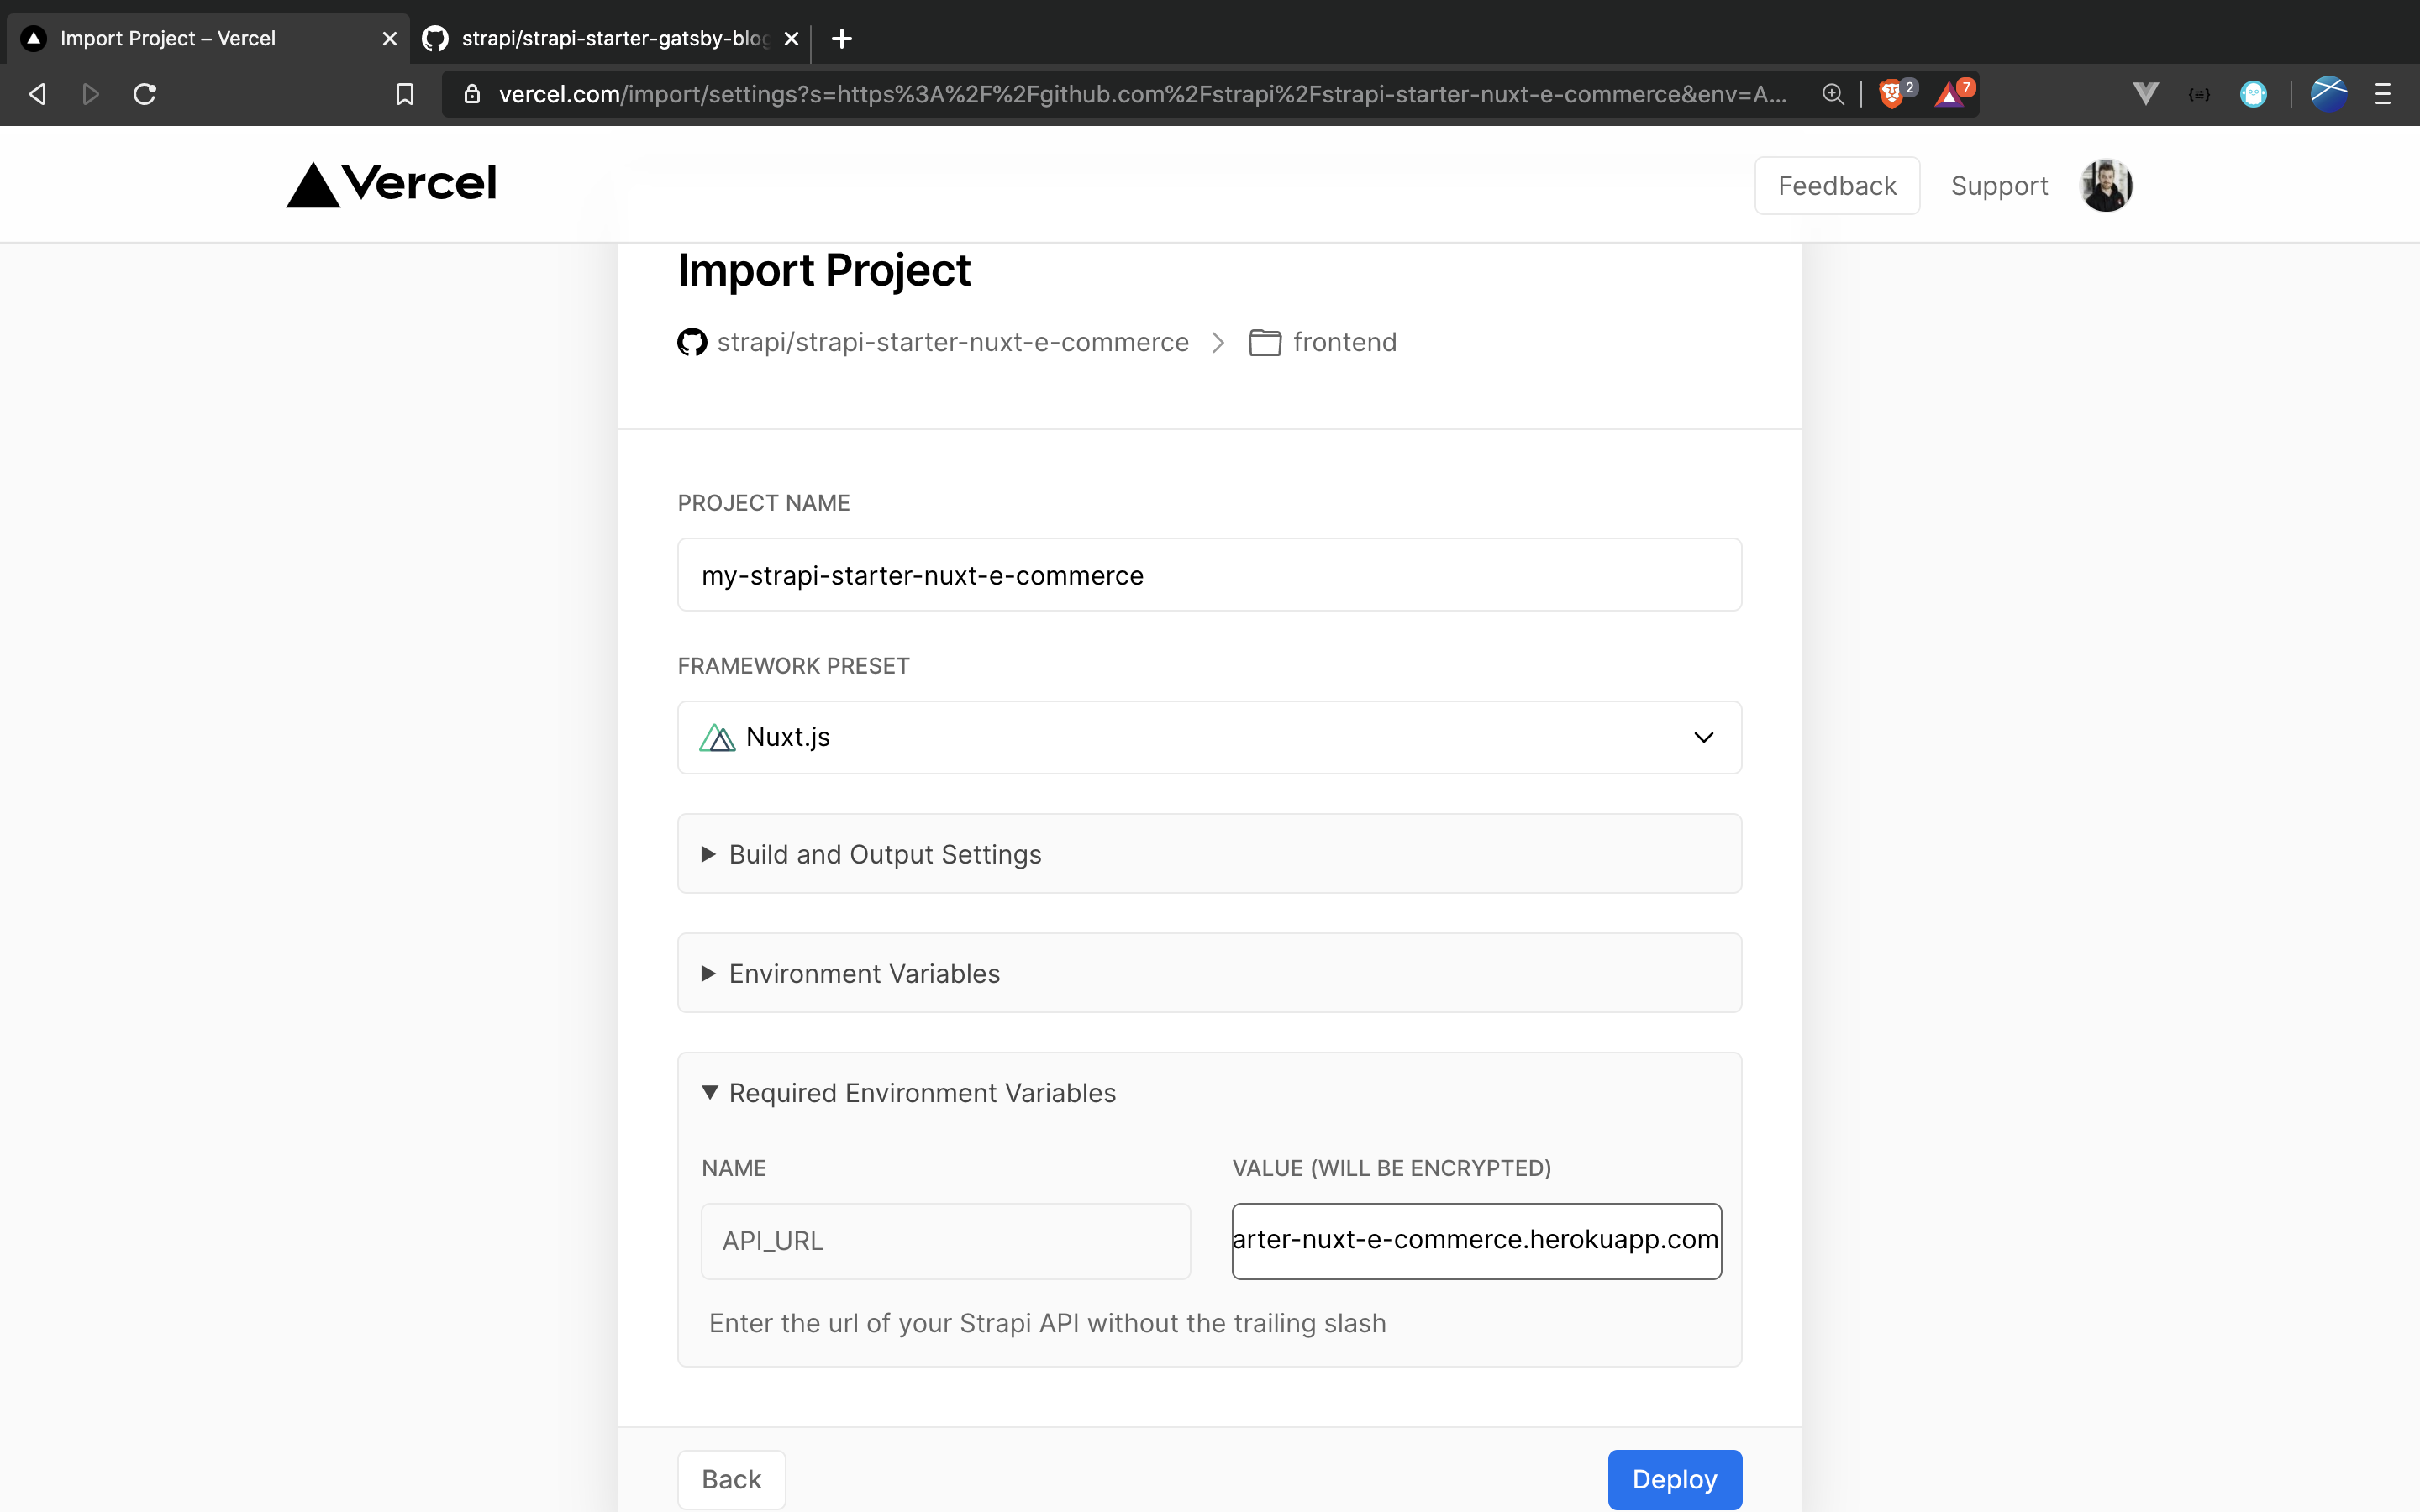 Import Project – Vercel
strapi/strapi-starter-gatsby-blog
vercel.com/import/settings?s=https%3A%2F%2Fgithub.com%2Fstrapi%2Fstrapi-starter-nuxt-e-commerce&env=A...
2
7
Vercel
Feedback
Support
Import Project
strapi/strapi-starter-nuxt-e-commerce
frontend
PROJECT NAME
my-strapi-starter-nuxt-e-commerce
FRAMEWORK PRESET
Nuxt.js
Build and Output Settings
Environment Variables
Required Environment Variables
NAME
VALUE (WILL BE ENCRYPTED)
API_URL
arter-nuxt-e-commerce.herokuapp.com
Enter the url of your Strapi API without the trailing slash
Back
Deploy